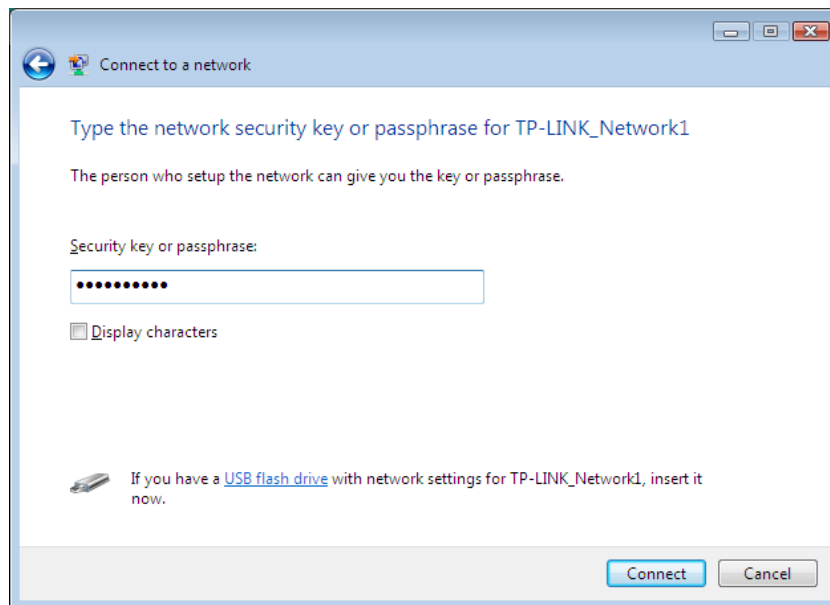 Connect to a network
Type the network security key or passphrase for TP-LINK_Network1
The person who setup the network can give you the key or passphrase.
Security key or passphrase:
••••••••••
Display characters
If you have a USB flash drive with network settings for TP-LINK_Network1, insert it
now.
Connect Cancel